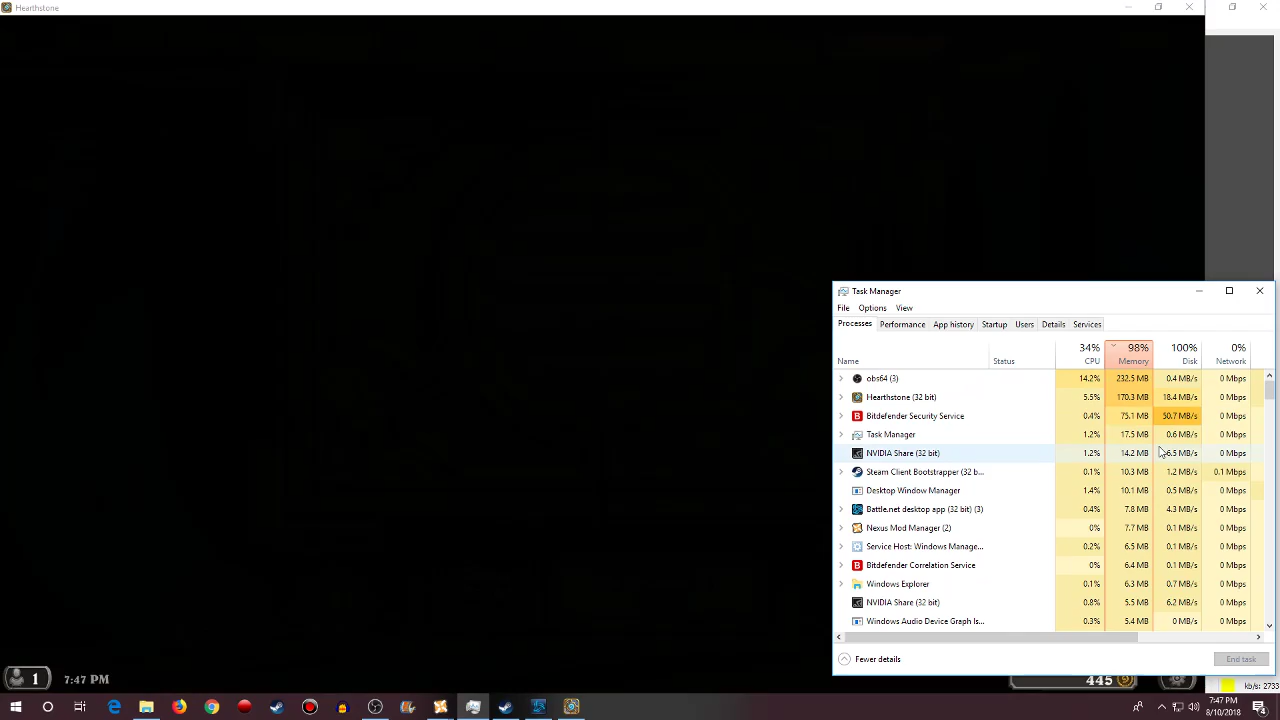 Hearthstone
Task Manager
File Options View
Processes Performance App history Startup Users Details Services
34% 98% 100% 0%
Name Status CPU Memory Disk Network
obs64 (3) 14.2% 232.5 MB 0.4 MB/s 0 Mbps
Hearthstone (32 bit) 5.5% 170.3 MB 18.4 MB/s 0 Mbps
Bitdefender Security Service 0.4% 75.1 MB 50.7 MB/s 0 Mbps
Task Manager 1.2% 17.5 MB 0.6 MB/s 0 Mbps
NVIDIA Share (32 bit) 1.2% 14.2 MB 6.5 MB/s 0 Mbps
Steam Client Bootstrapper (32 b... 0.1% 10.3 MB 1.2 MB/s 0.1 Mbps
Desktop Window Manager 1.4% 10.1 MB 0.5 MB/s 0 Mbps
Battle.net desktop app (32 bit) (3) 0.4% 7.8 MB 4.3 MB/s 0 Mbps
Nexus Mod Manager (2) 0% 7.7 MB 0.1 MB/s 0 Mbps
Service Host: Windows Manage... 0.2% 6.5 MB 0.1 MB/s 0 Mbps
Bitdefender Correlation Service 0% 6.4 MB 0.1 MB/s 0 Mbps
Windows Explorer 0.1% 6.3 MB 0.7 MB/s 0 Mbps
NVIDIA Share (32 bit) 0.8% 5.5 MB 6.2 MB/s 0 Mbps
Windows Audio Device Graph Is... 0.3% 5.4 MB 0 MB/s 0 Mbps
Fewer details End task
1 7:47 PM 445 kb/s: 2733
7:47 PM
8/10/2018